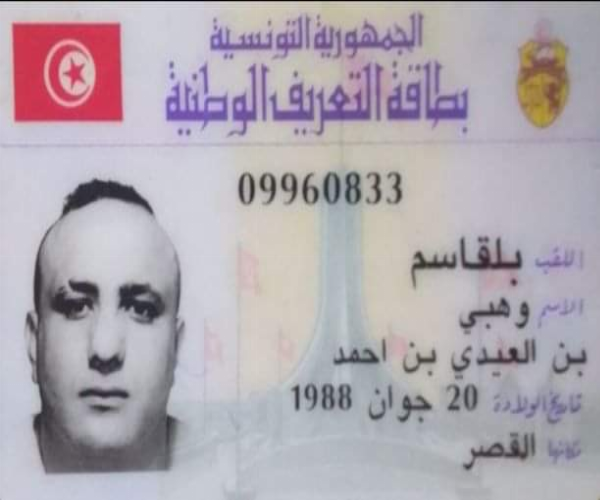 الجمهورية التونسية
بطاقة التعريف الوطنية
09960833
اللقب بلقاسم
الاسم وهبي
بن العيدي بن احمد
تاريخ الولادة 20 جوان 1988
مكانها القصر